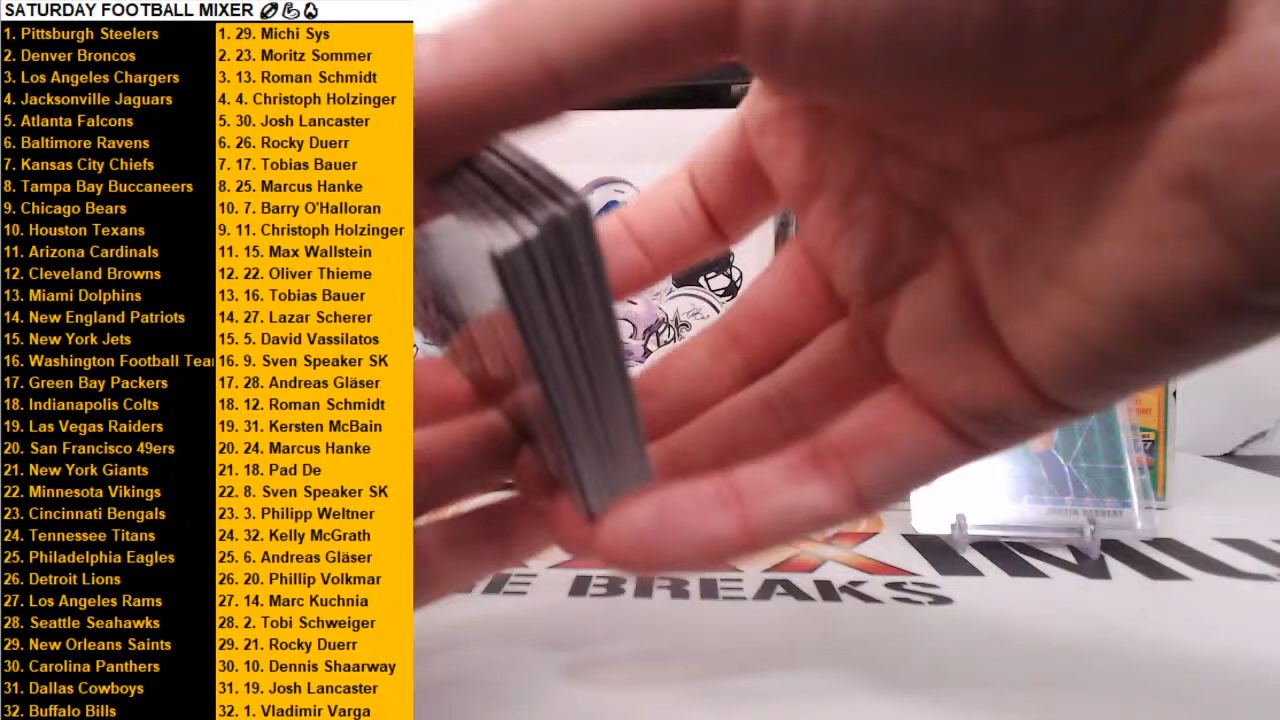 SATURDAY FOOTBALL MIXER
1. Pittsburgh Steelers
2. Denver Broncos
3. Los Angeles Chargers
4. Jacksonville Jaguars
5. Atlanta Falcons
6. Baltimore Ravens
7. Kansas City Chiefs
8. Tampa Bay Buccaneers
9. Chicago Bears
10. Houston Texans
11. Arizona Cardinals
12. Cleveland Browns
13. Miami Dolphins
14. New England Patriots
15. New York Jets
16. Washington Football Tea
17. Green Bay Packers
18. Indianapolis Colts
19. Las Vegas Raiders
20. San Francisco 49ers
21. New York Giants
22. Minnesota Vikings
23. Cincinnati Bengals
24. Tennessee Titans
25. Philadelphia Eagles
26. Detroit Lions
27. Los Angeles Rams
28. Seattle Seahawks
29. New Orleans Saints
30. Carolina Panthers
31. Dallas Cowboys
32. Buffalo Bills
1. 29. Michi Sys
2. 23. Moritz Sommer
3. 13. Roman Schmidt
4. 4. Christoph Holzinger
5. 30. Josh Lancaster
6. 26. Rocky Duerr
7. 17. Tobias Bauer
8. 25. Marcus Hanke
10. 7. Barry O'Halloran
9. 11. Christoph Holzinger
11. 15. Max Wallstein
12. 22. Oliver Thieme
13. 16. Tobias Bauer
14. 27. Lazar Scherer
15. 5. David Vassilatos
16. 9. Sven Speaker SK
17. 28. Andreas Gläser
18. 12. Roman Schmidt
19. 31. Kersten McBain
20. 24. Marcus Hanke
21. 18. Pad De
22. 8. Sven Speaker SK
23. 3. Philipp Weltner
24. 32. Kelly McGrath
25. 6. Andreas Gläser
26. 20. Phillip Volkmar
27. 14. Marc Kuchnia
28. 2. Tobi Schweiger
29. 21. Rocky Duerr
30. 10. Dennis Shaarway
31. 19. Josh Lancaster
32. 1. Vladimir Varga
JUSTIN HERBERT
XIMU
E BREAKS